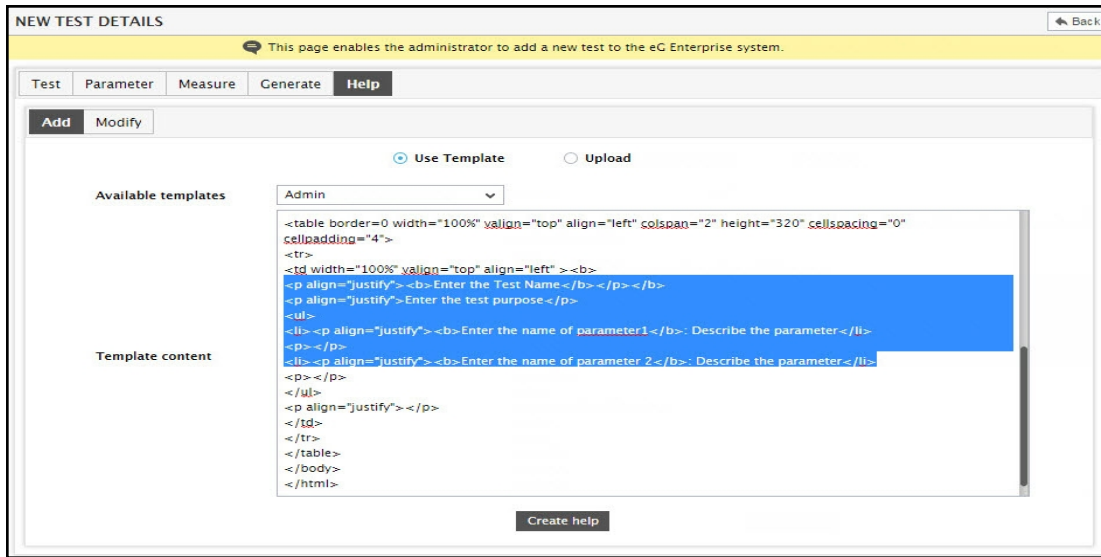 NEW TEST DETAILS
Back
This page enables the administrator to add a new test to the eG Enterprise system.
Test Parameter Measure Generate Help
Add Modify
Use Template Upload
Available templates Admin
<table border=0 width="100%" valign="top" align="left" colspan="2" height="320" cellspacing="0"
cellpadding="4">
<tr>
<td width="100%" valign="top" align="left" ><b>
<p align="justify"><b>Enter the Test Name</b></p></b>
<p align="justify">Enter the test purpose</p>
<ul>
<li><p align="justify"><b>Enter the name of parameter1</b>: Describe the parameter</li>
<p></p>
Template content
<li><p align="justify"><b>Enter the name of parameter 2</b>: Describe the parameter</li>
<p></p>
</ul>
<p align="justify"></p>
</td>
</tr>
</table>
</body>
</html>
Create help